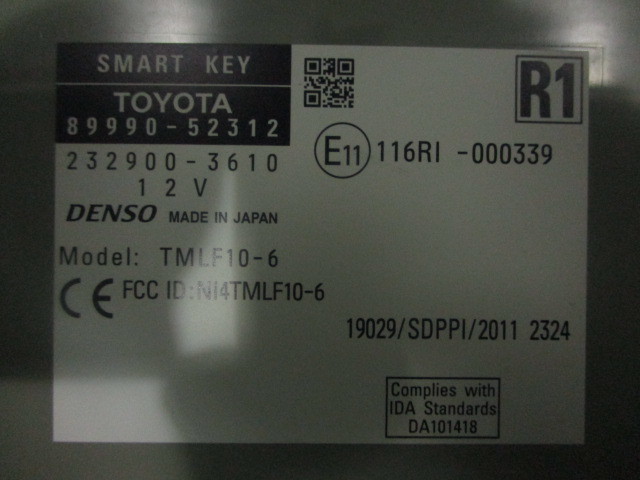 SMART KEY
TOYOTA
89990-52312
232900-3610
12V
DENSO MADE IN JAPAN
R1
E11 116RI -000339
Model: TMLF10-6
CE FCC ID:NI4TMLF10-6
19029/SDPPI/2011 2324
Complies with
IDA Standards
DA101418